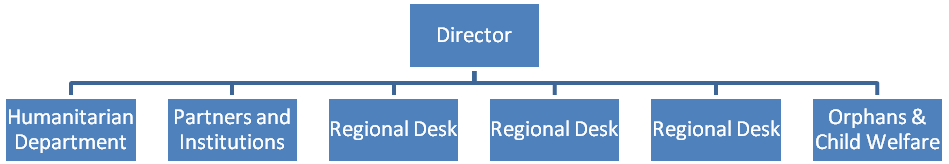 Director
Humanitarian
Department
Partners and
Institutions
Regional Desk
Regional Desk
Regional Desk
Orphans &
Child Welfare